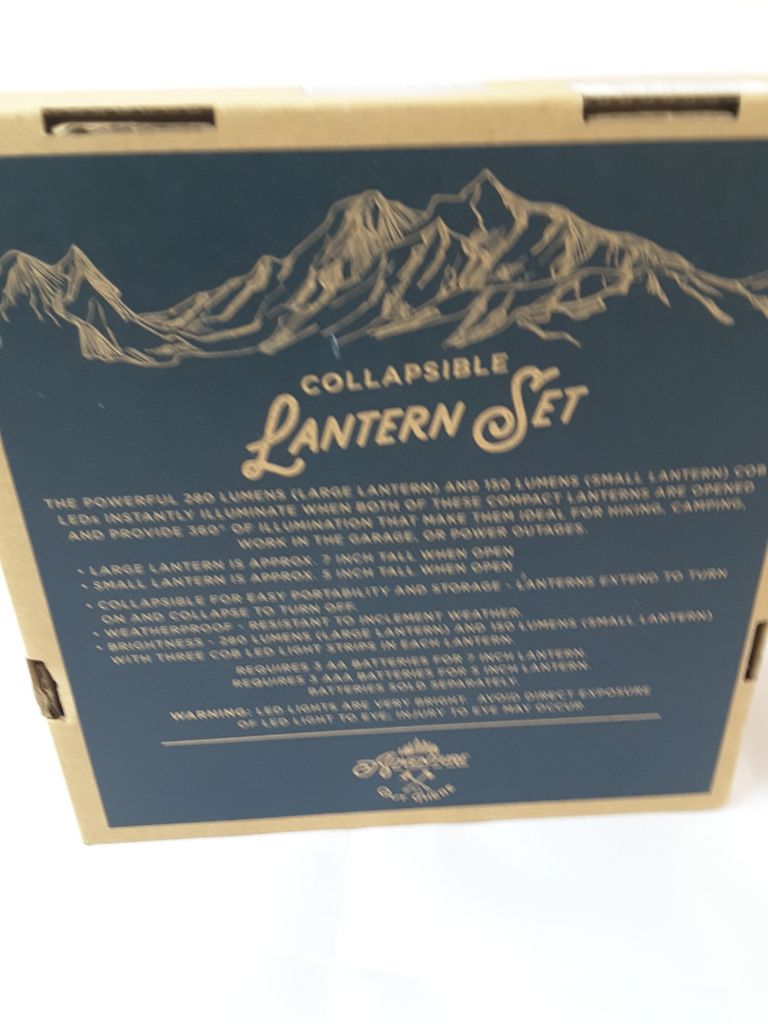 COLLAPSIBLE
LANTERN SET
THE POWERFUL 280 LUMENS (LARGE LANTERN) AND 150 LUMENS (SMALL LANTERN) COB
LEDs INSTANTLY ILLUMINATE WHEN BOTH OF THESE COMPACT LANTERNS ARE OPENED
AND PROVIDE 360° OF ILLUMINATION THAT MAKE THEM IDEAL FOR HIKING, CAMPING,
WORK IN THE GARAGE, OR POWER OUTAGES.
• LARGE LANTERN IS APPROX. 7 INCH TALL WHEN OPEN
• SMALL LANTERN IS APPROX. 5 INCH TALL WHEN OPEN
• COLLAPSIBLE FOR EASY PORTABILITY AND STORAGE - LANTERNS EXTEND TO TURN
ON AND COLLAPSE TO TURN OFF.
• WEATHERPROOF - RESISTANT TO INCLEMENT WEATHER.
• BRIGHTNESS - 280 LUMENS (LARGE LANTERN) AND 150 LUMENS (SMALL LANTERN)
WITH THREE COB LED LIGHT STRIPS IN EACH LANTERN.
REQUIRES 3 AA BATTERIES FOR 7 INCH LANTERN.
REQUIRES 3 AAA BATTERIES FOR 5 INCH LANTERN.
BATTERIES SOLD SEPARATELY.
WARNING: LED LIGHTS ARE VERY BRIGHT. AVOID DIRECT EXPOSURE
OF LED LIGHT TO EYE; INJURY TO EYE MAY OCCUR.
Adventure
OUT THERE